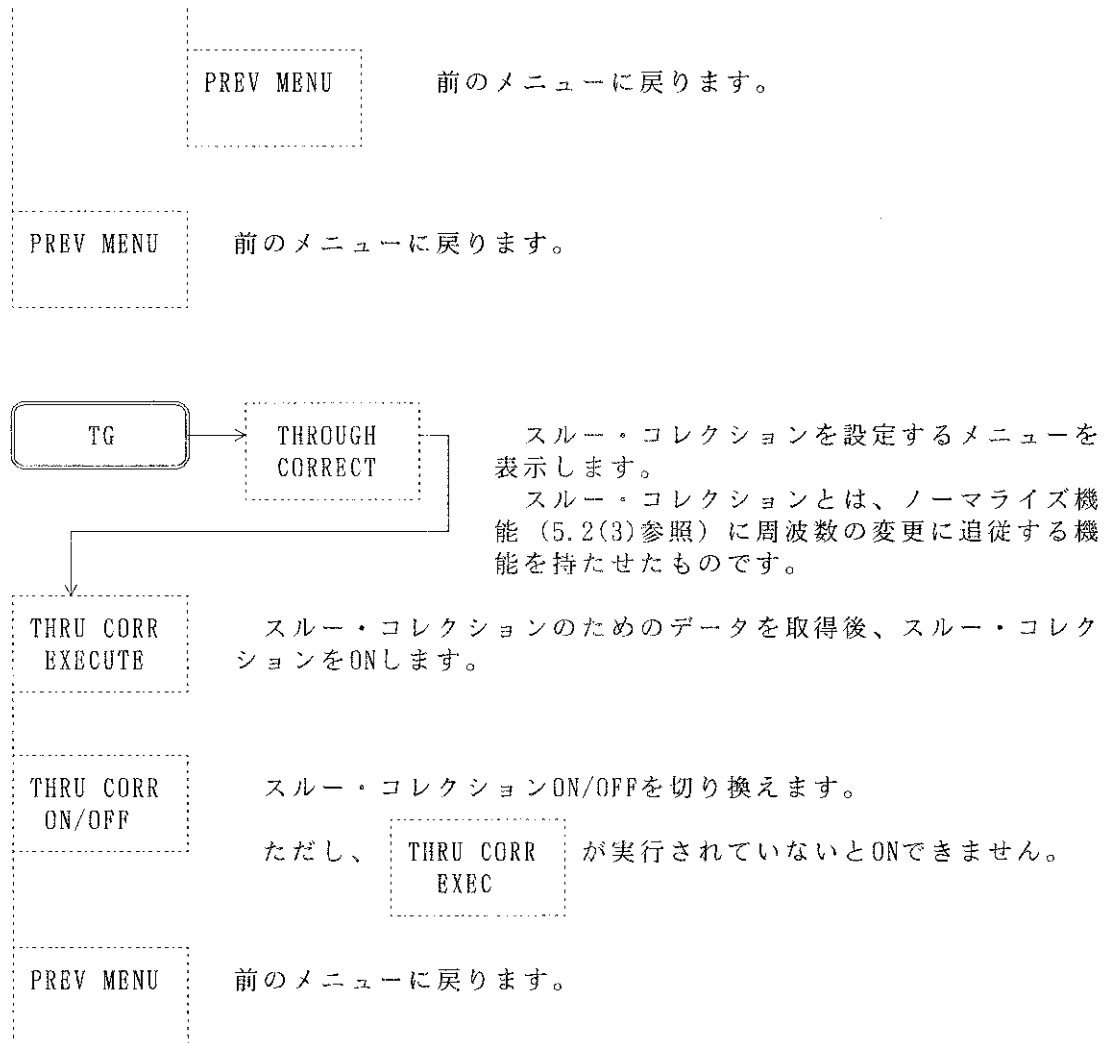 PREV MENU 前のメニューに戻ります。
PREV MENU 前のメニューに戻ります。
TG
THROUGH
CORRECT
スルー・コレクションを設定するメニューを
表示します。
スルー・コレクションとは、ノーマライズ機
能（5.2(3)参照）に周波数の変更に追従する機
能を持たせたものです。
THRU CORR
EXECUTE
スルー・コレクションのためのデータを取得後、スルー・コレク
ションをONします。
THRU CORR
ON/OFF
スルー・コレクションON/OFFを切り換えます。
ただし、 THRU CORR
EXEC
が実行されていないとONできません。
PREV MENU 前のメニューに戻ります。